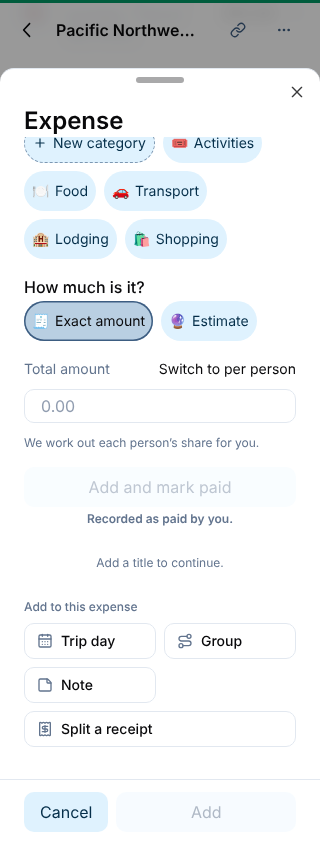 Pacific Northwe...
Expense
+ New category
Activities
Food
Transport
Lodging
Shopping
How much is it?
Exact amount
Estimate
Total amount
Switch to per person
0.00
We work out each person's share for you.
Add and mark paid
Recorded as paid by you.
Add a title to continue.
Add to this expense
Trip day
Group
Note
Split a receipt
Cancel
Add